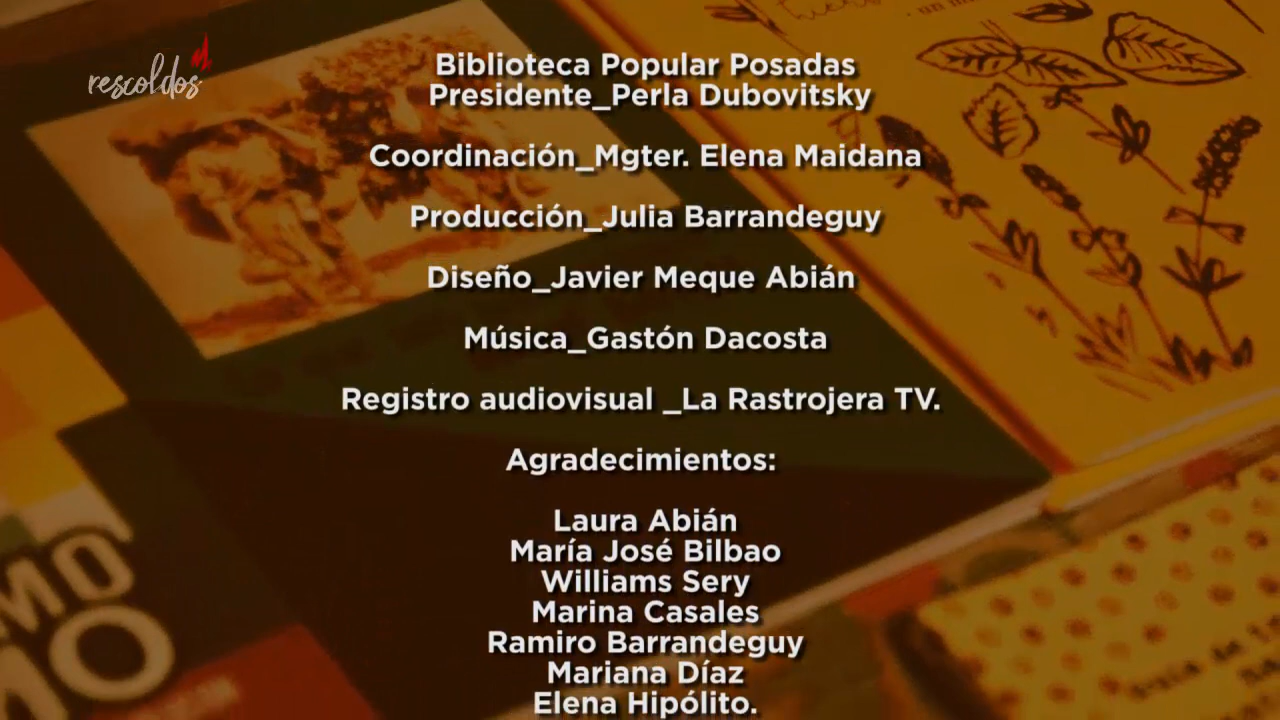 rescoldos
Biblioteca Popular Posadas
Presidente_Perla Dubovitsky
Coordinación_Mgter. Elena Maidana
Producción_Julia Barrandeguy
Diseño_Javier Meque Abián
Música_Gastón Dacosta
Registro audiovisual _La Rastrojera TV.
Agradecimientos:
Laura Abián
María José Bilbao
Williams Sery
Marina Casales
Ramiro Barrandeguy
Mariana Díaz
Elena Hipólito.